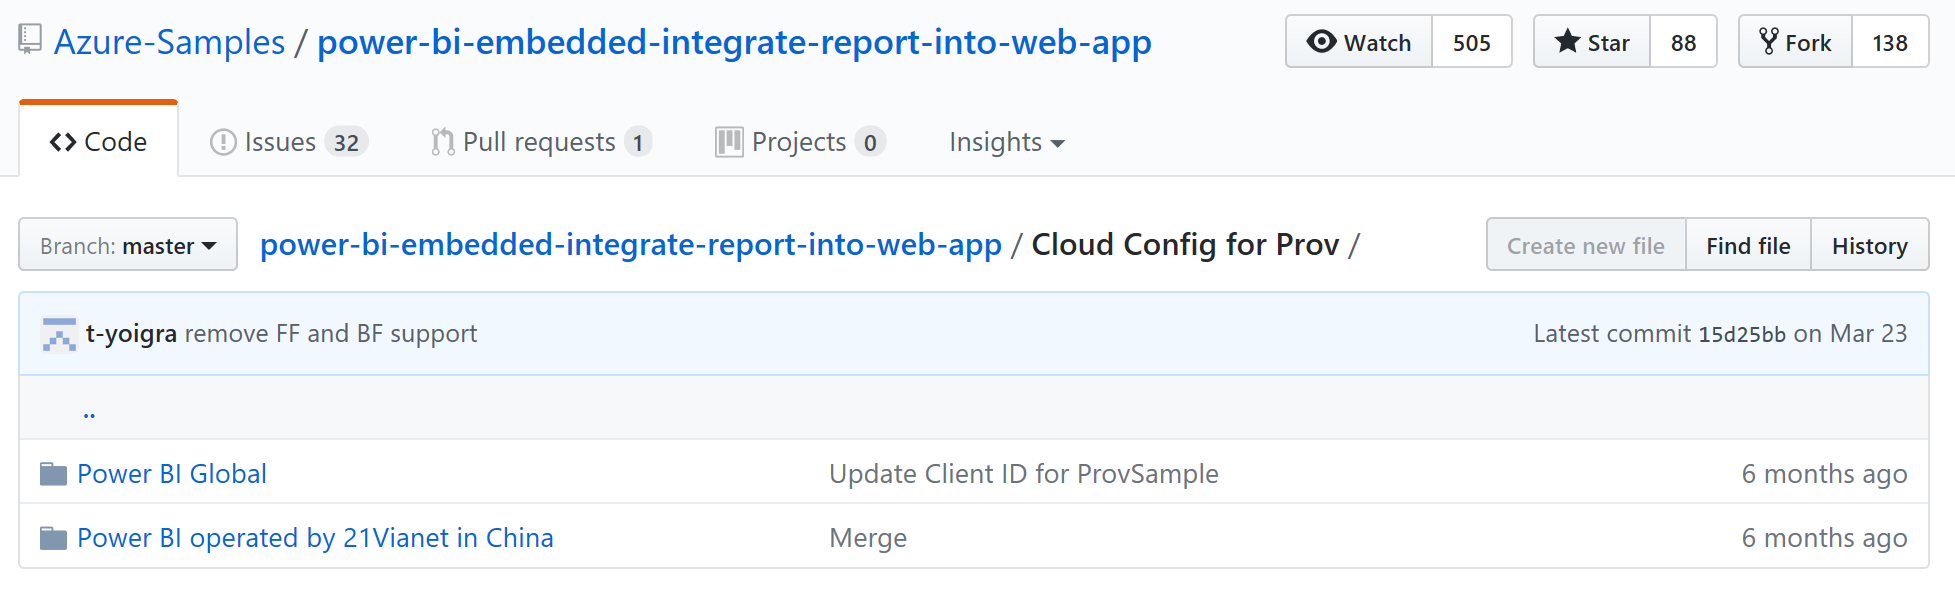 Azure-Samples / power-bi-embedded-integrate-report-into-web-app Watch 505 Star 88 Fork 138
Code Issues 32 Pull requests 1 Projects 0 Insights
Branch: master power-bi-embedded-integrate-report-into-web-app / Cloud Config for Prov / Create new file Find file History
t-yoigra remove FF and BF support Latest commit 15d25bb on Mar 23
..
Power BI Global Update Client ID for ProvSample 6 months ago
Power BI operated by 21Vianet in China Merge 6 months ago